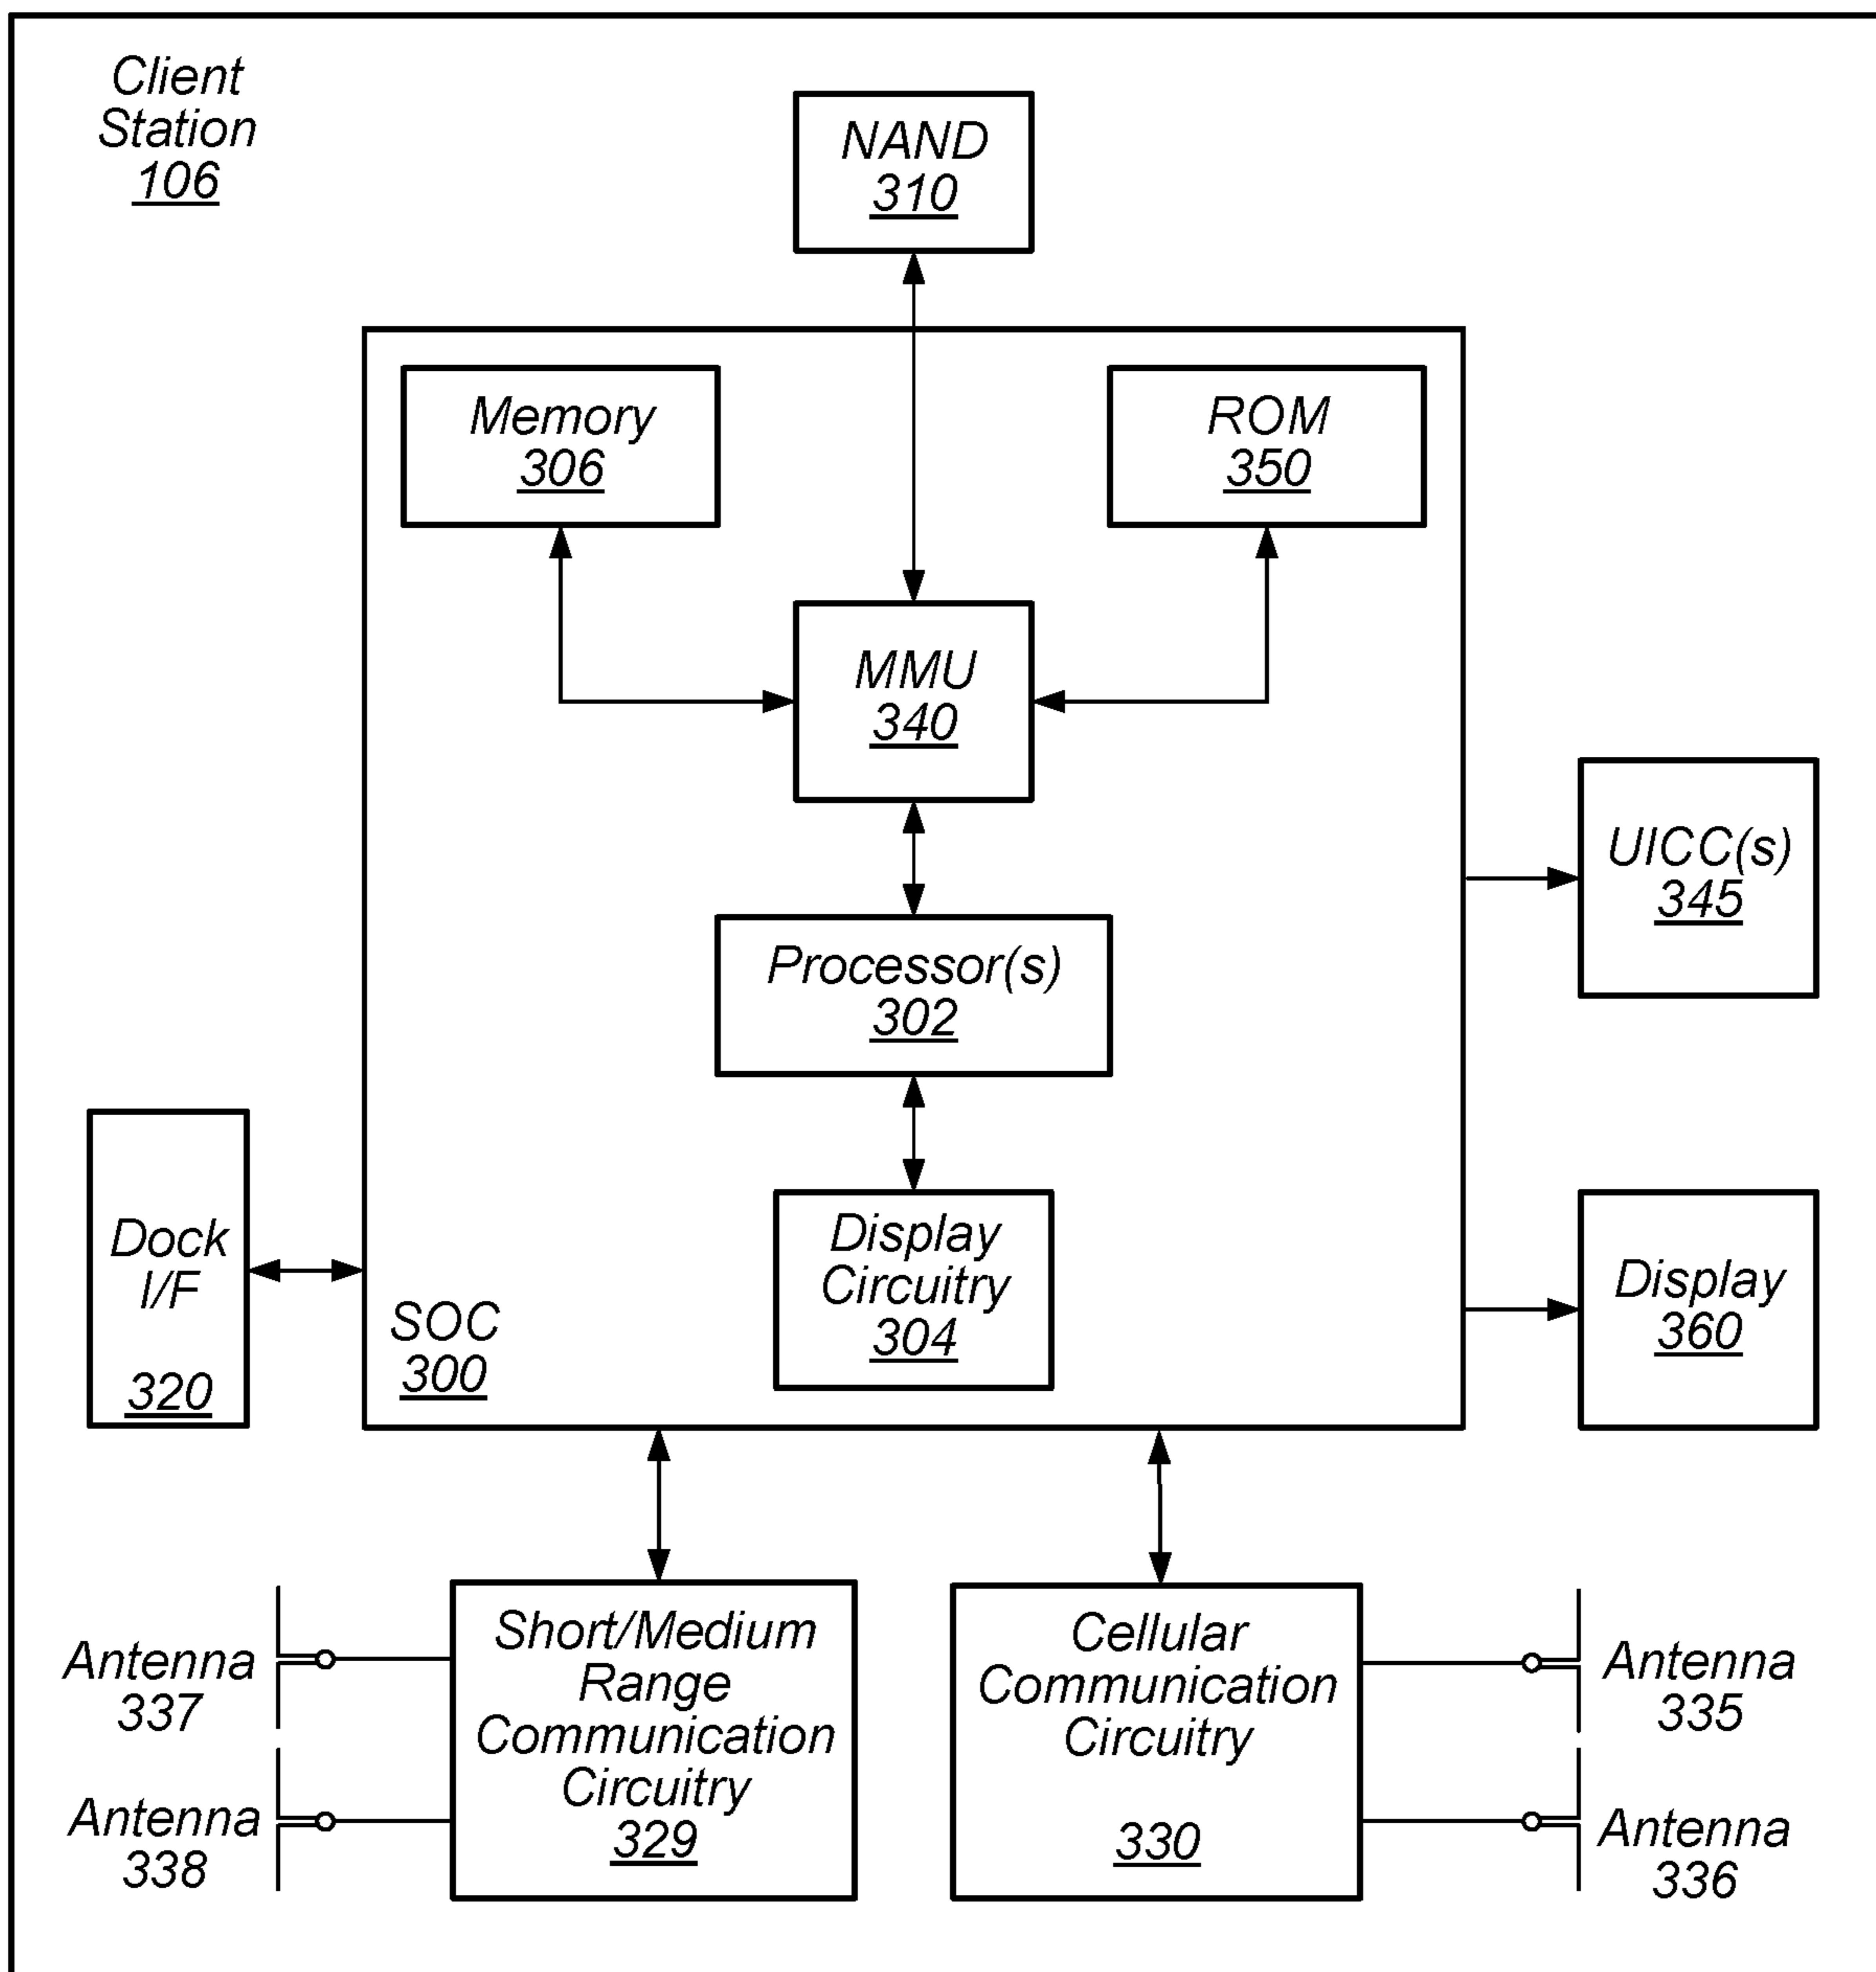 Client
Station
106
NAND
310
Memory
306
ROM
350
MMU
340
UICC(s)
345
Processor(s)
302
Dock
I/F
320
Display
Circuitry
304
SOC
300
Display
360
Short/Medium
Range
Communication
Circuitry
329
Cellular
Communication
Circuitry
330
Antenna
337
Antenna
338
Antenna
335
Antenna
336